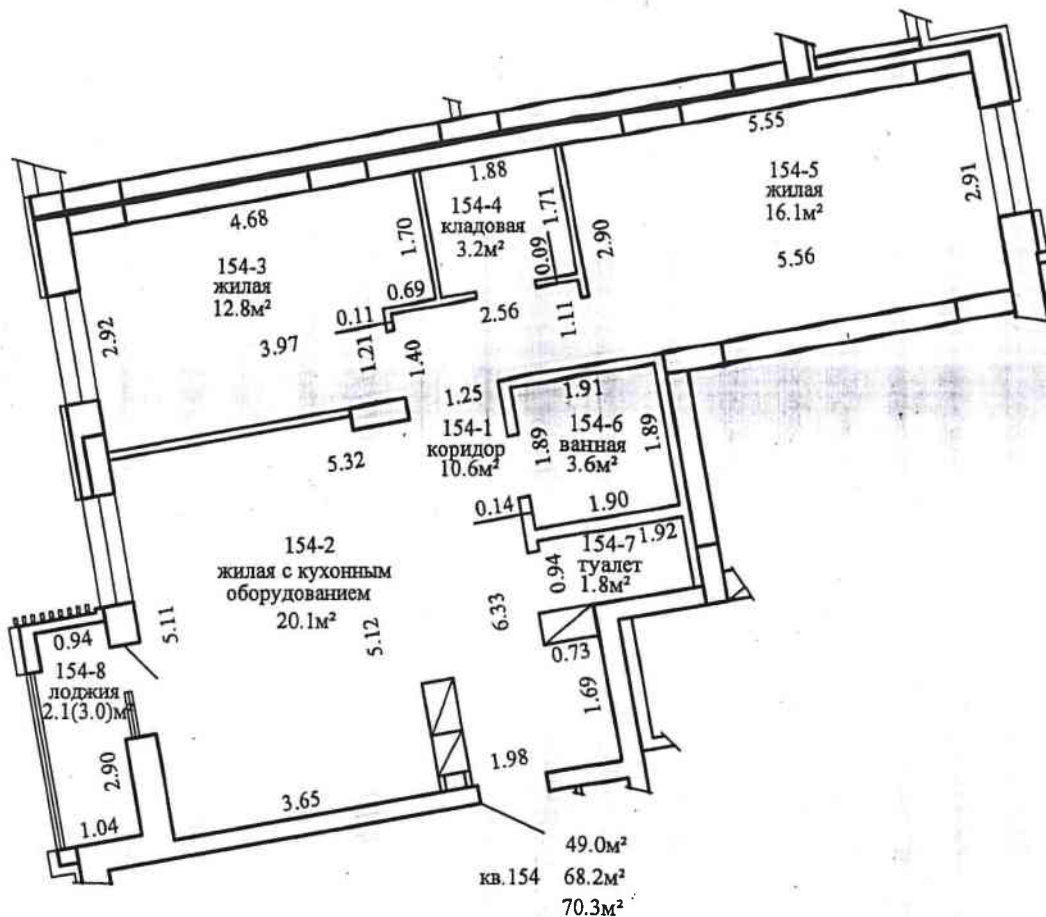 5.55
154-5
жилая
16.1м²
2.91
5.56
2.90
1.88
154-4
кладовая
3.2м²
1.71
0.09
1.70
4.68
154-3
жилая
12.8м²
0.69
0.11
2.92
3.97
1.21
1.40
2.56
1.11
1.25
154-1
коридор
10.6м²
1.91
154-6
ванная
3.6м²
1.89
1.89
1.90
5.32
0.14
154-7
туалет
1.8м²
1.92
0.94
154-2
жилая с кухонным
оборудованием
20.1м²
5.11
5.12
6.33
0.73
1.69
0.94
154-8
лоджия
2.1(3.0)м²
2.90
1.04
3.65
1.98
49.0м²
кв.154 68.2м²
70.3м²